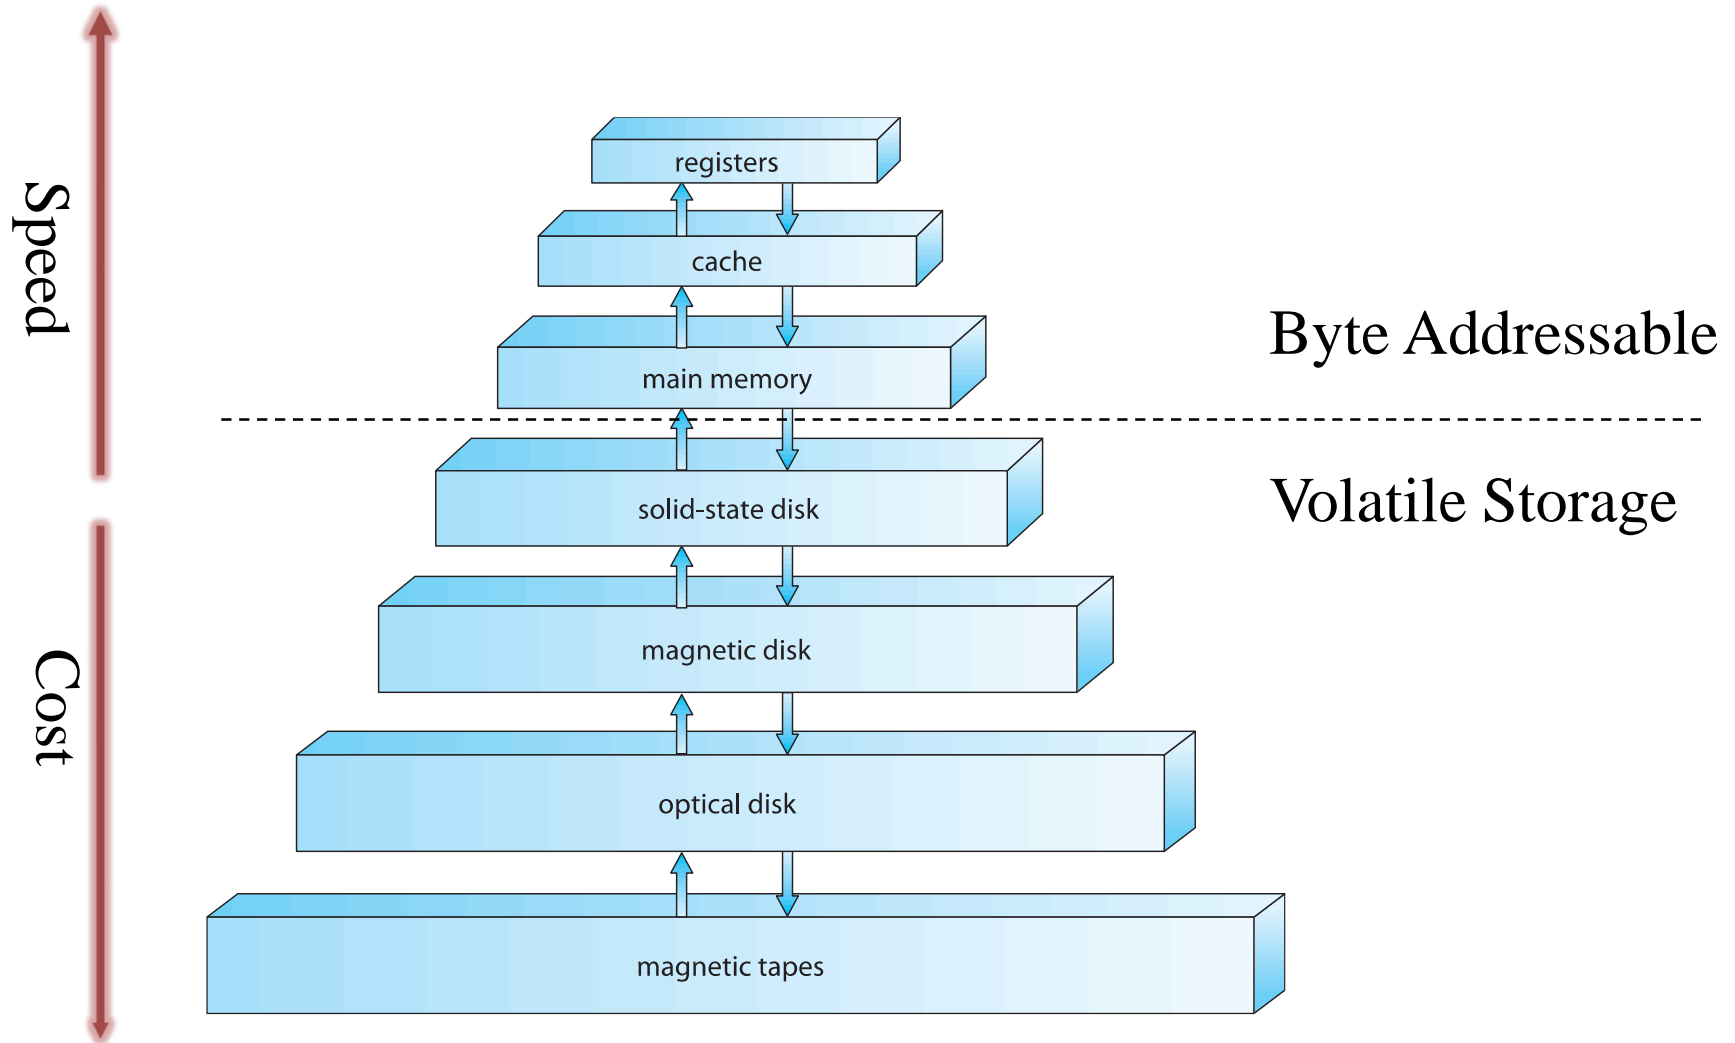 Speed
Cost
registers
cache
main memory
solid-state disk
magnetic disk
optical disk
magnetic tapes
Byte Addressable
Volatile Storage